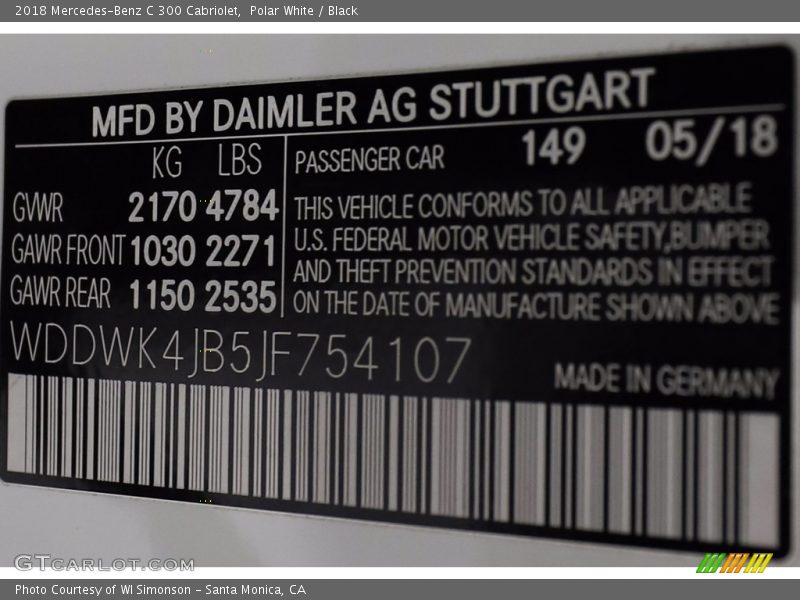 2018 Mercedes-Benz C 300 Cabriolet,  Polar White / Black
MFD BY DAIMLER AG STUTTGART
KG LBS
GVWR 2170 4784
GAWR FRONT 1030 2271
GAWR REAR 1150 2535
PASSENGER CAR 149 05/18
THIS VEHICLE CONFORMS TO ALL APPLICABLE
U.S. FEDERAL MOTOR VEHICLE SAFETY,BUMPER
AND THEFT PREVENTION STANDARDS IN EFFECT
ON THE DATE OF MANUFACTURE SHOWN ABOVE
WDDWK4JB5JF754107
MADE IN GERMANY
GTCARLOT.COM
Photo Courtesy of WI Simonson - Santa Monica, CA